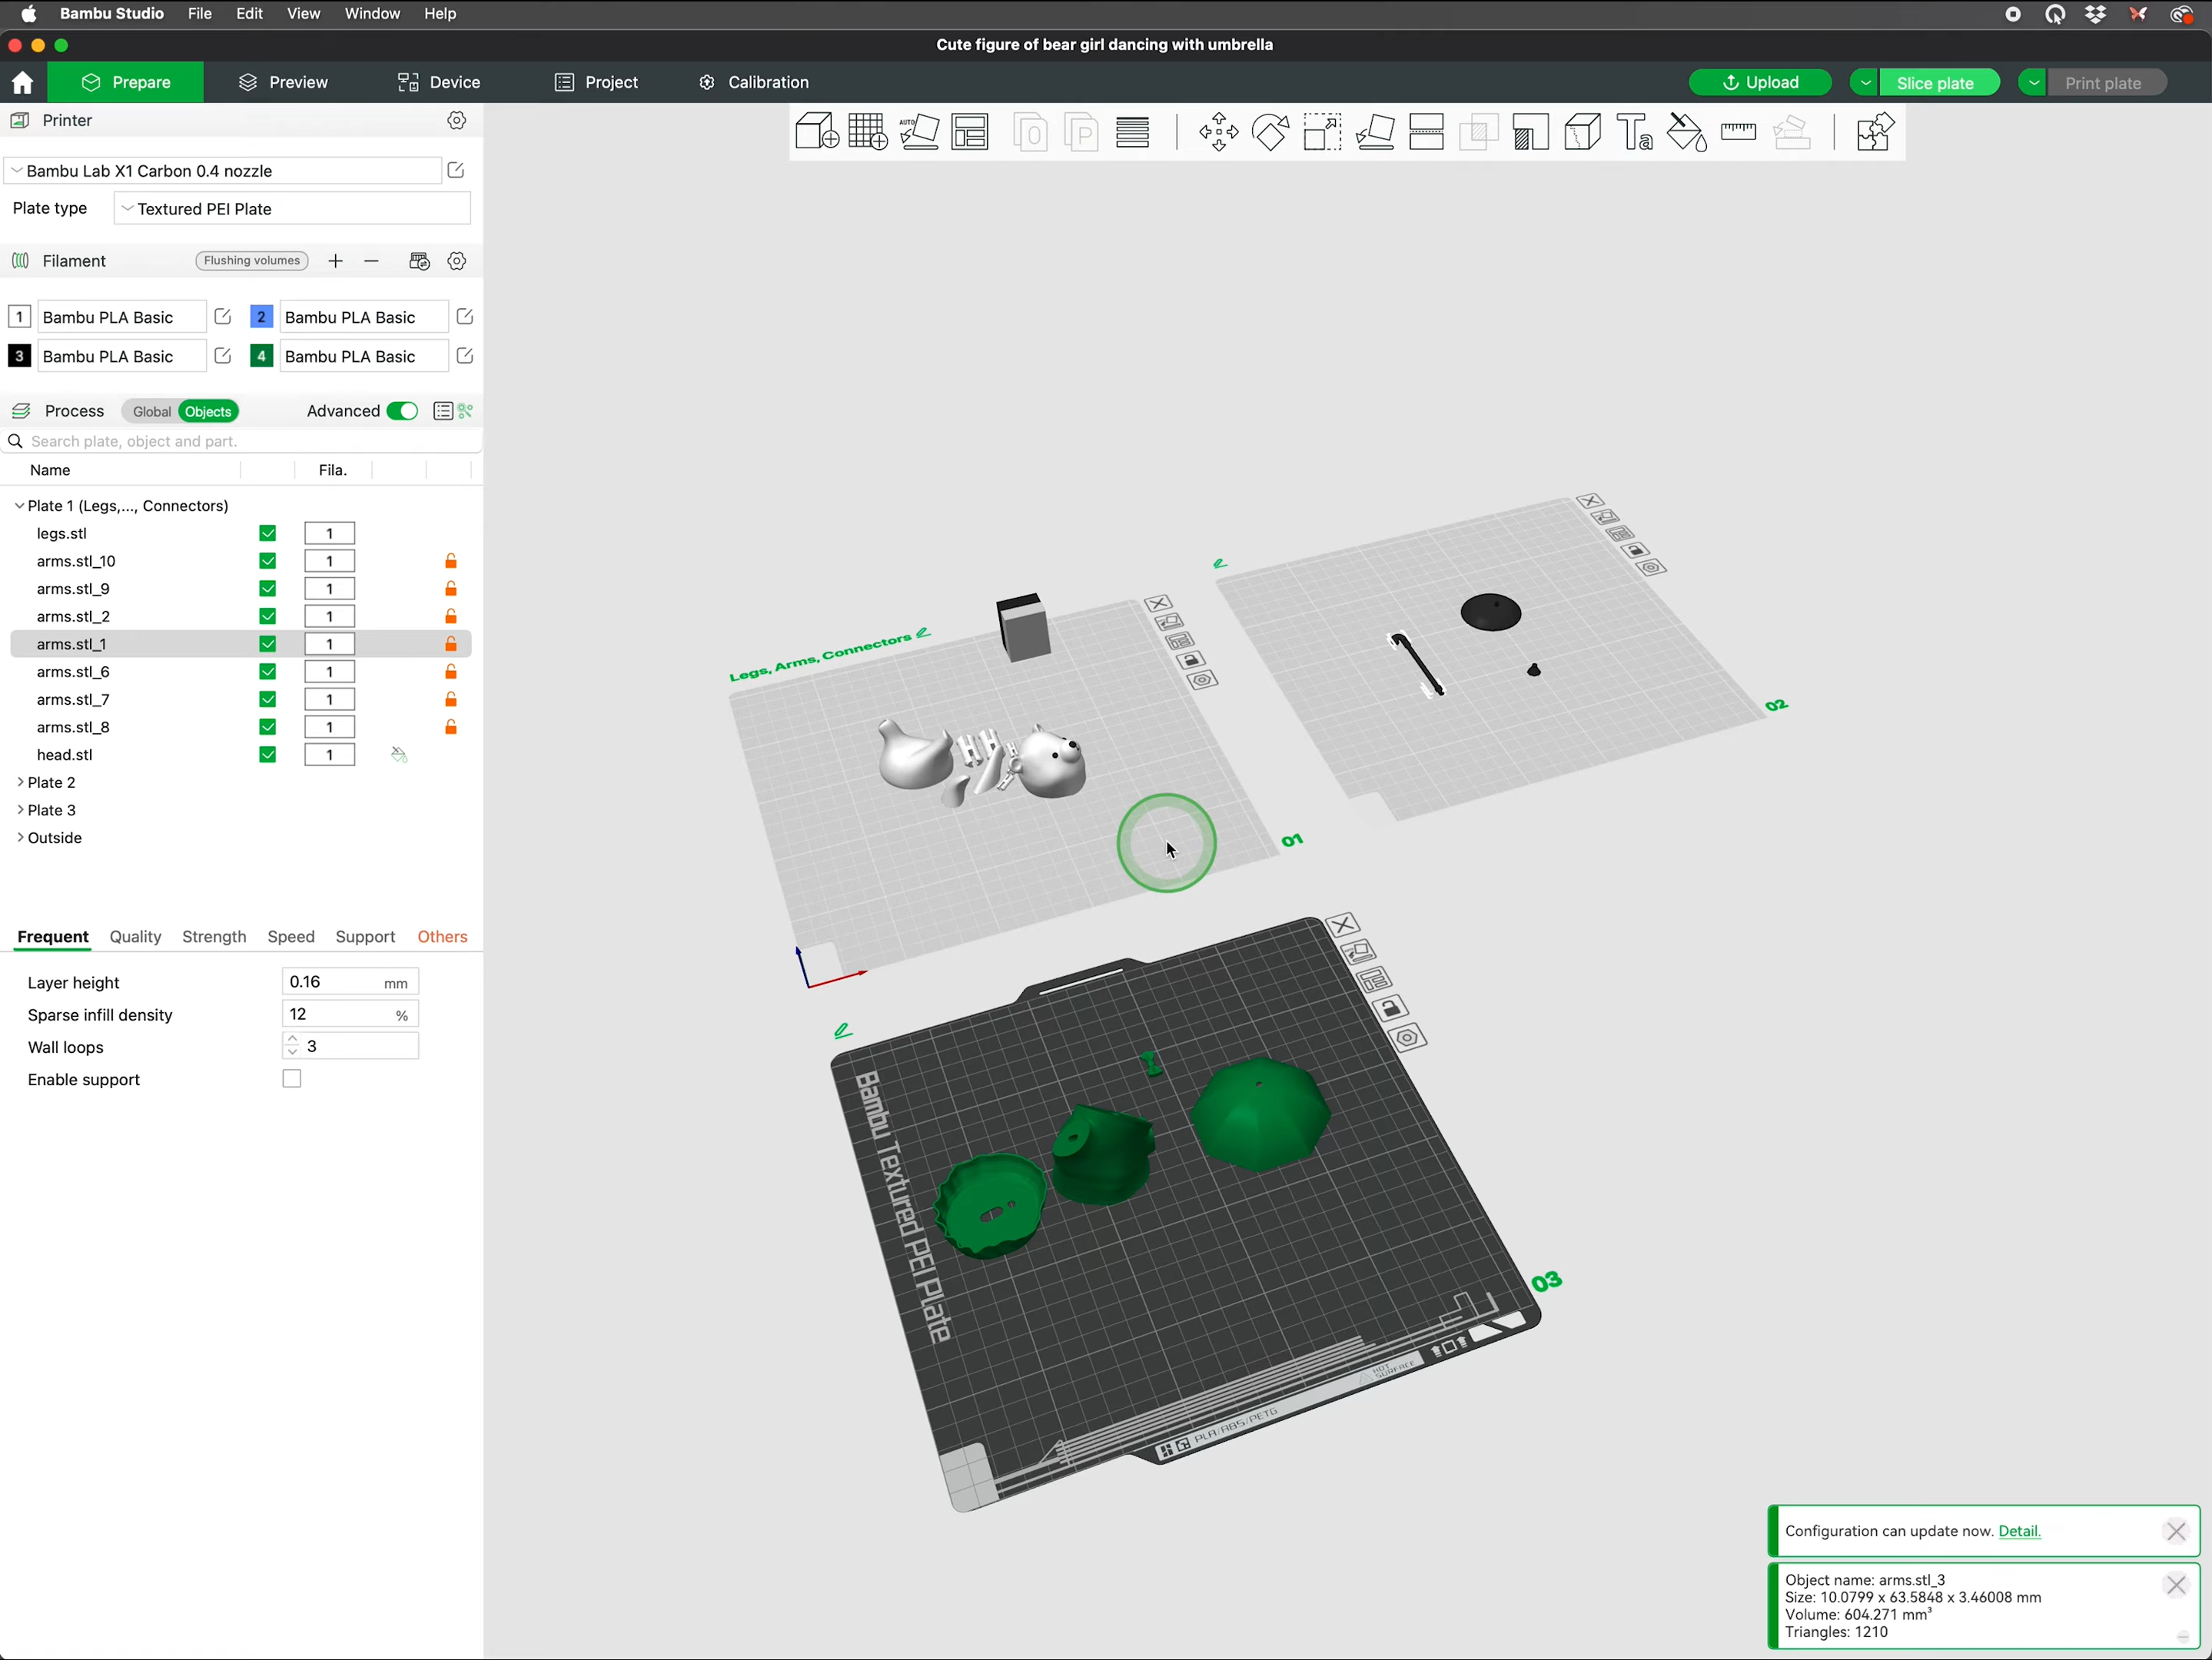 Bambu Studio File Edit View Window Help
Cute figure of bear girl dancing with umbrella
Prepare Preview Device Project Calibration Upload Slice plate Print plate
Printer
Bambu Lab X1 Carbon 0.4 nozzle
Plate type Textured PEI Plate
Filament Flushing volumes
1 Bambu PLA Basic 2 Bambu PLA Basic
3 Bambu PLA Basic 4 Bambu PLA Basic
Process Global Objects Advanced
Search plate, object and part.
Name Fila.
Plate 1 (Legs,..., Connectors)
legs.stl 1
arms.stl_10 1
arms.stl_9 1
arms.stl_2 1
arms.stl_1 1
arms.stl_6 1
arms.stl_7 1
arms.stl_8 1
head.stl 1
Plate 2
Plate 3
Outside
Frequent Quality Strength Speed Support Others
Layer height 0.16 mm
Sparse infill density 12 %
Wall loops 3
Enable support
AUTO
O P Ta
Legs, Arms, Connectors
01
02
03
Bambu Textured PEI Plate
HOT SURFACE
PLA/ABS/PETG
Configuration can update now. Detail.
Object name: arms.stl_3
Size: 10.0799 x 63.5848 x 3.46008 mm
Volume: 604.271 mm³
Triangles: 1210